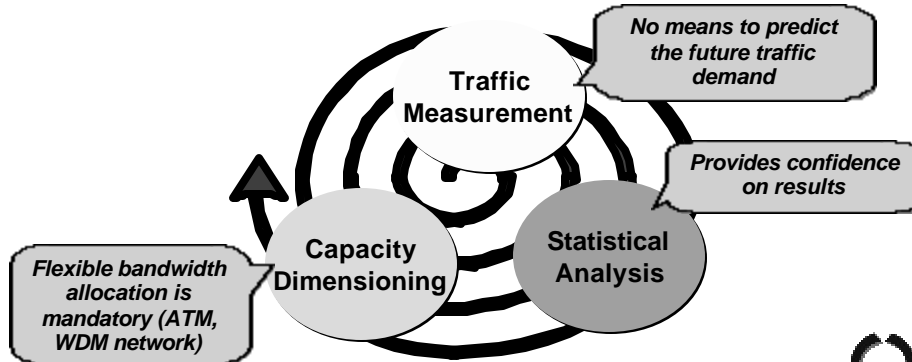 No means to predict
the future traffic
demand
Traffic
Measurement
Provides confidence
on results
Capacity
Dimensioning
Statistical
Analysis
Flexible bandwidth
allocation is
mandatory (ATM,
WDM network)